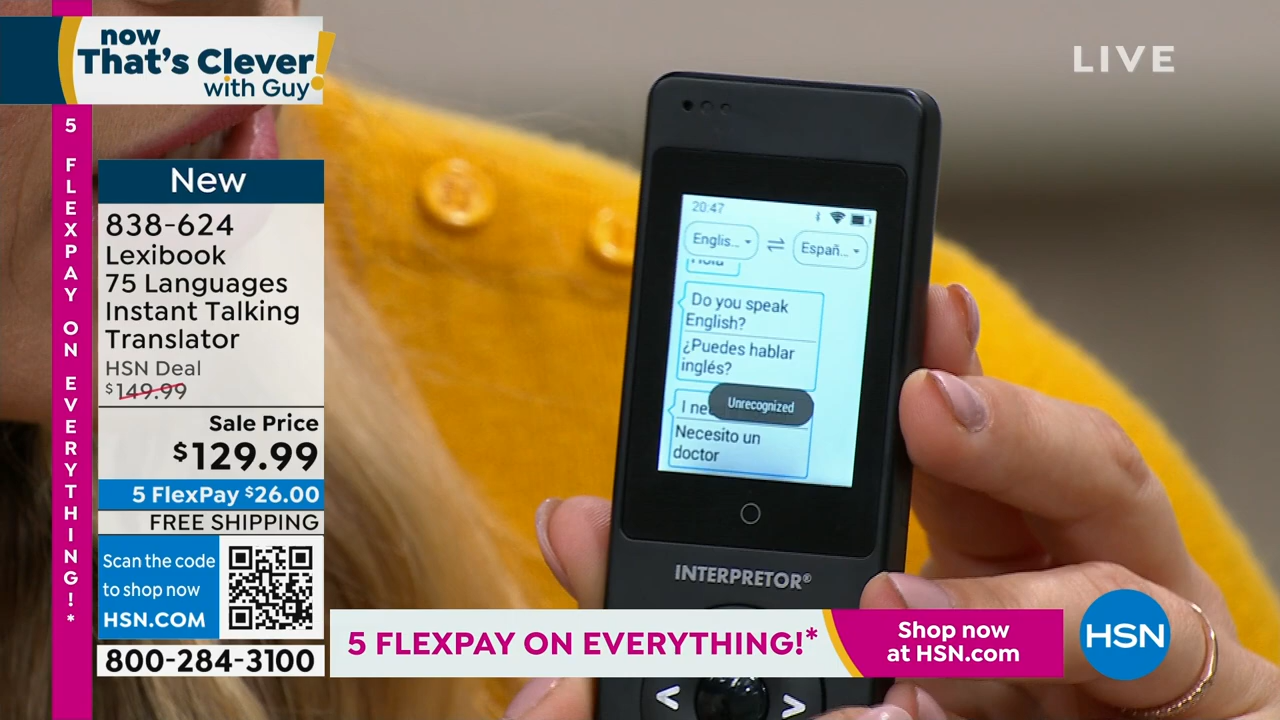 now
That's Clever!
with Guy
LIVE
5 FLEXPAY ON EVERYTHING!*
New
838-624
Lexibook
75 Languages
Instant Talking
Translator
HSN Deal
$149.99
Sale Price
$129.99
5 FlexPay $26.00
FREE SHIPPING
Scan the code
to shop now
HSN.COM
800-284-3100
20:47
Englis...
Españ...
Hola
Do you speak
English?
¿Puedes hablar
inglés?
I ne
Unrecognized
Necesito un
doctor
INTERPRETOR®
< >
5 FLEXPAY ON EVERYTHING!*
Shop now
at HSN.com
HSN